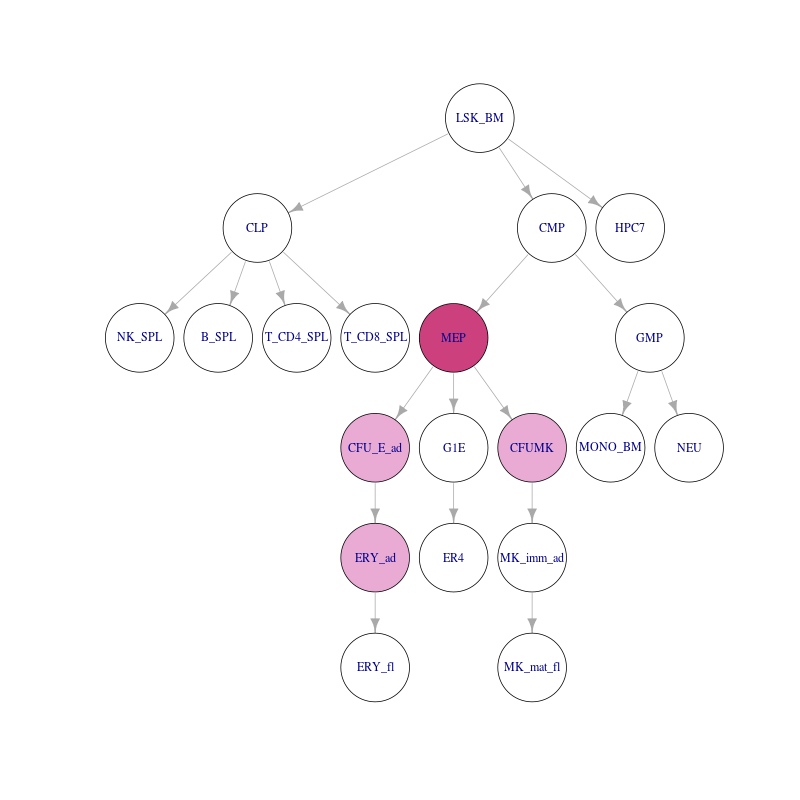 LSK_BM
CLP
CMP
HPC7
NK_SPL
B_SPL
T_CD4_SPL
T_CD8_SPL
MEP
GMP
CFU_E_ad
G1E
CFUMK
MONO_BM
NEU
ERY_ad
ER4
MK_imm_ad
ERY_fl
MK_mat_fl